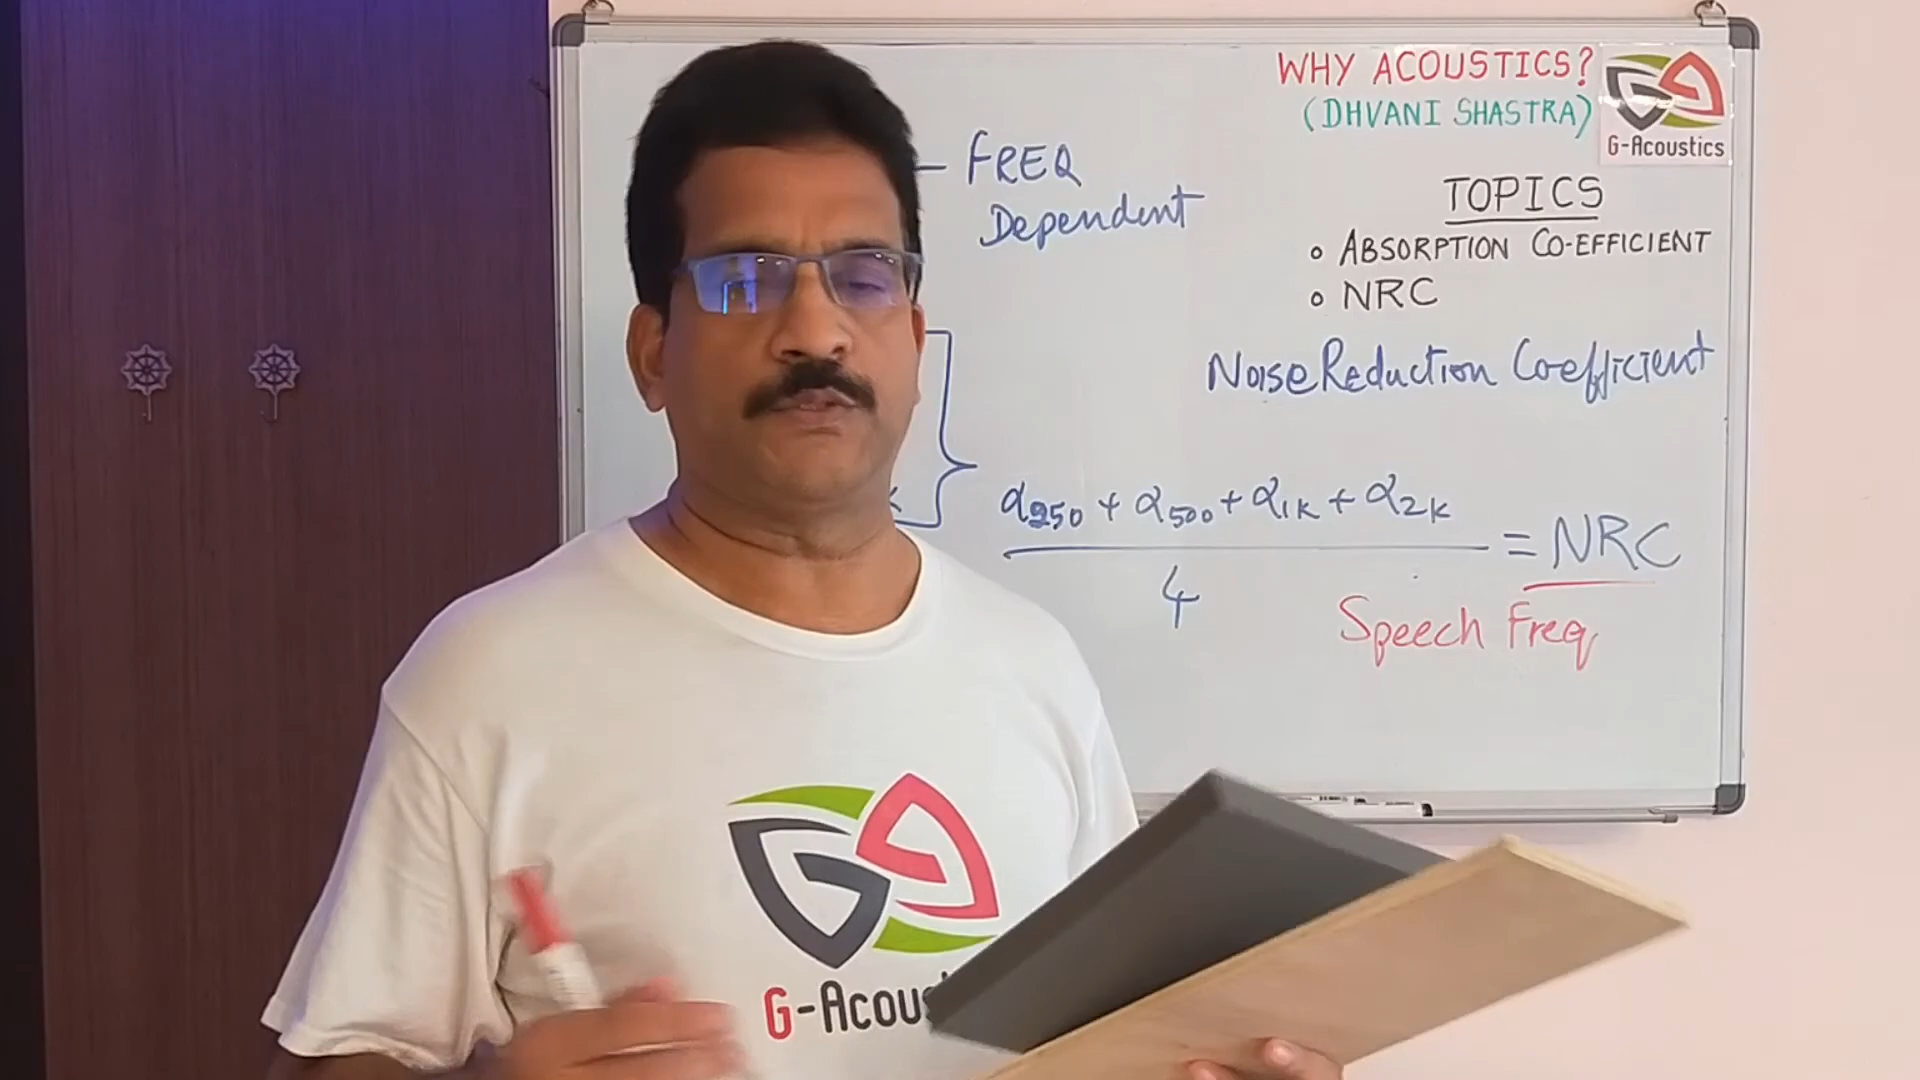 WHY ACOUSTICS?
(DHVANI SHASTRA)
G-Acoustics
TOPICS
o ABSORPTION CO-EFFICIENT
o NRC
- FREQ
Dependent
Noise Reduction Coefficient
α250 + α500 + α1K + α2K
4
= NRC
Speech Freq
G-Acous